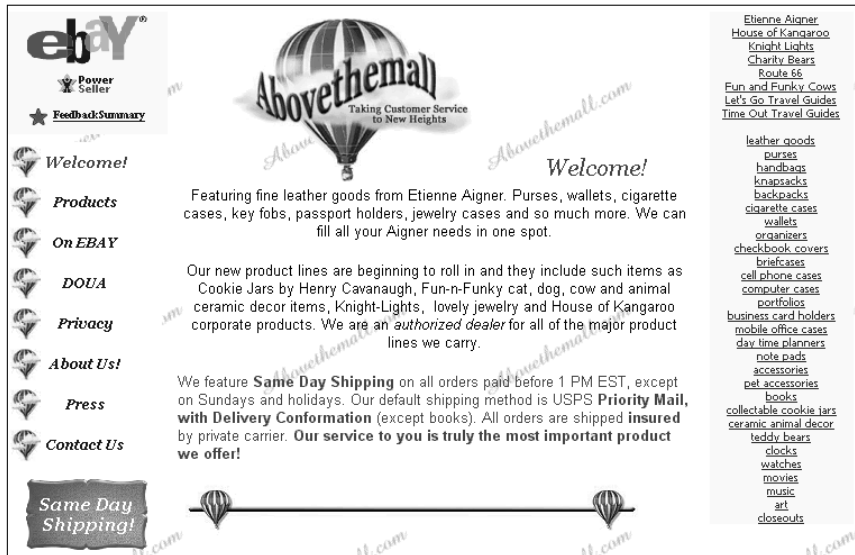 ebaY®
Power
Seller
FeedbackSummary
Welcome!
Products
On EBAY
DOUA
Privacy
About Us!
Press
Contact Us
Same Day
Shipping!
Abovethemall
Taking Customer Service
to New Heights
Welcome!
Featuring fine leather goods from Etienne Aigner. Purses, wallets, cigarette
cases, key fobs, passport holders, jewelry cases and so much more. We can
fill all your Aigner needs in one spot.
Our new product lines are beginning to roll in and they include such items as
Cookie Jars by Henry Cavanaugh, Fun-n-Funky cat, dog, cow and animal
ceramic decor items, Knight-Lights, lovely jewelry and House of Kangaroo
corporate products. We are an authorized dealer for all of the major product
lines we carry.
We feature Same Day Shipping on all orders paid before 1 PM EST, except
on Sundays and holidays. Our default shipping method is USPS Priority Mail,
with Delivery Conformation (except books). All orders are shipped insured
by private carrier. Our service to you is truly the most important product
we offer!
Etienne Aigner
House of Kangaroo
Knight Lights
Charity Bears
Route 66
Fun and Funky Cows
Let's Go Travel Guides
Time Out Travel Guides
leather goods
purses
handbags
knapsacks
backpacks
cigarette cases
wallets
organizers
checkbook covers
briefcases
cell phone cases
computer cases
portfolios
business card holders
mobile office cases
day time planners
note pads
accessories
pet accessories
books
collectable cookie jars
ceramic animal decor
teddy bears
clocks
watches
movies
music
art
closeouts
Abovethemall.com
Abovethemall.com
Abovethemall.com